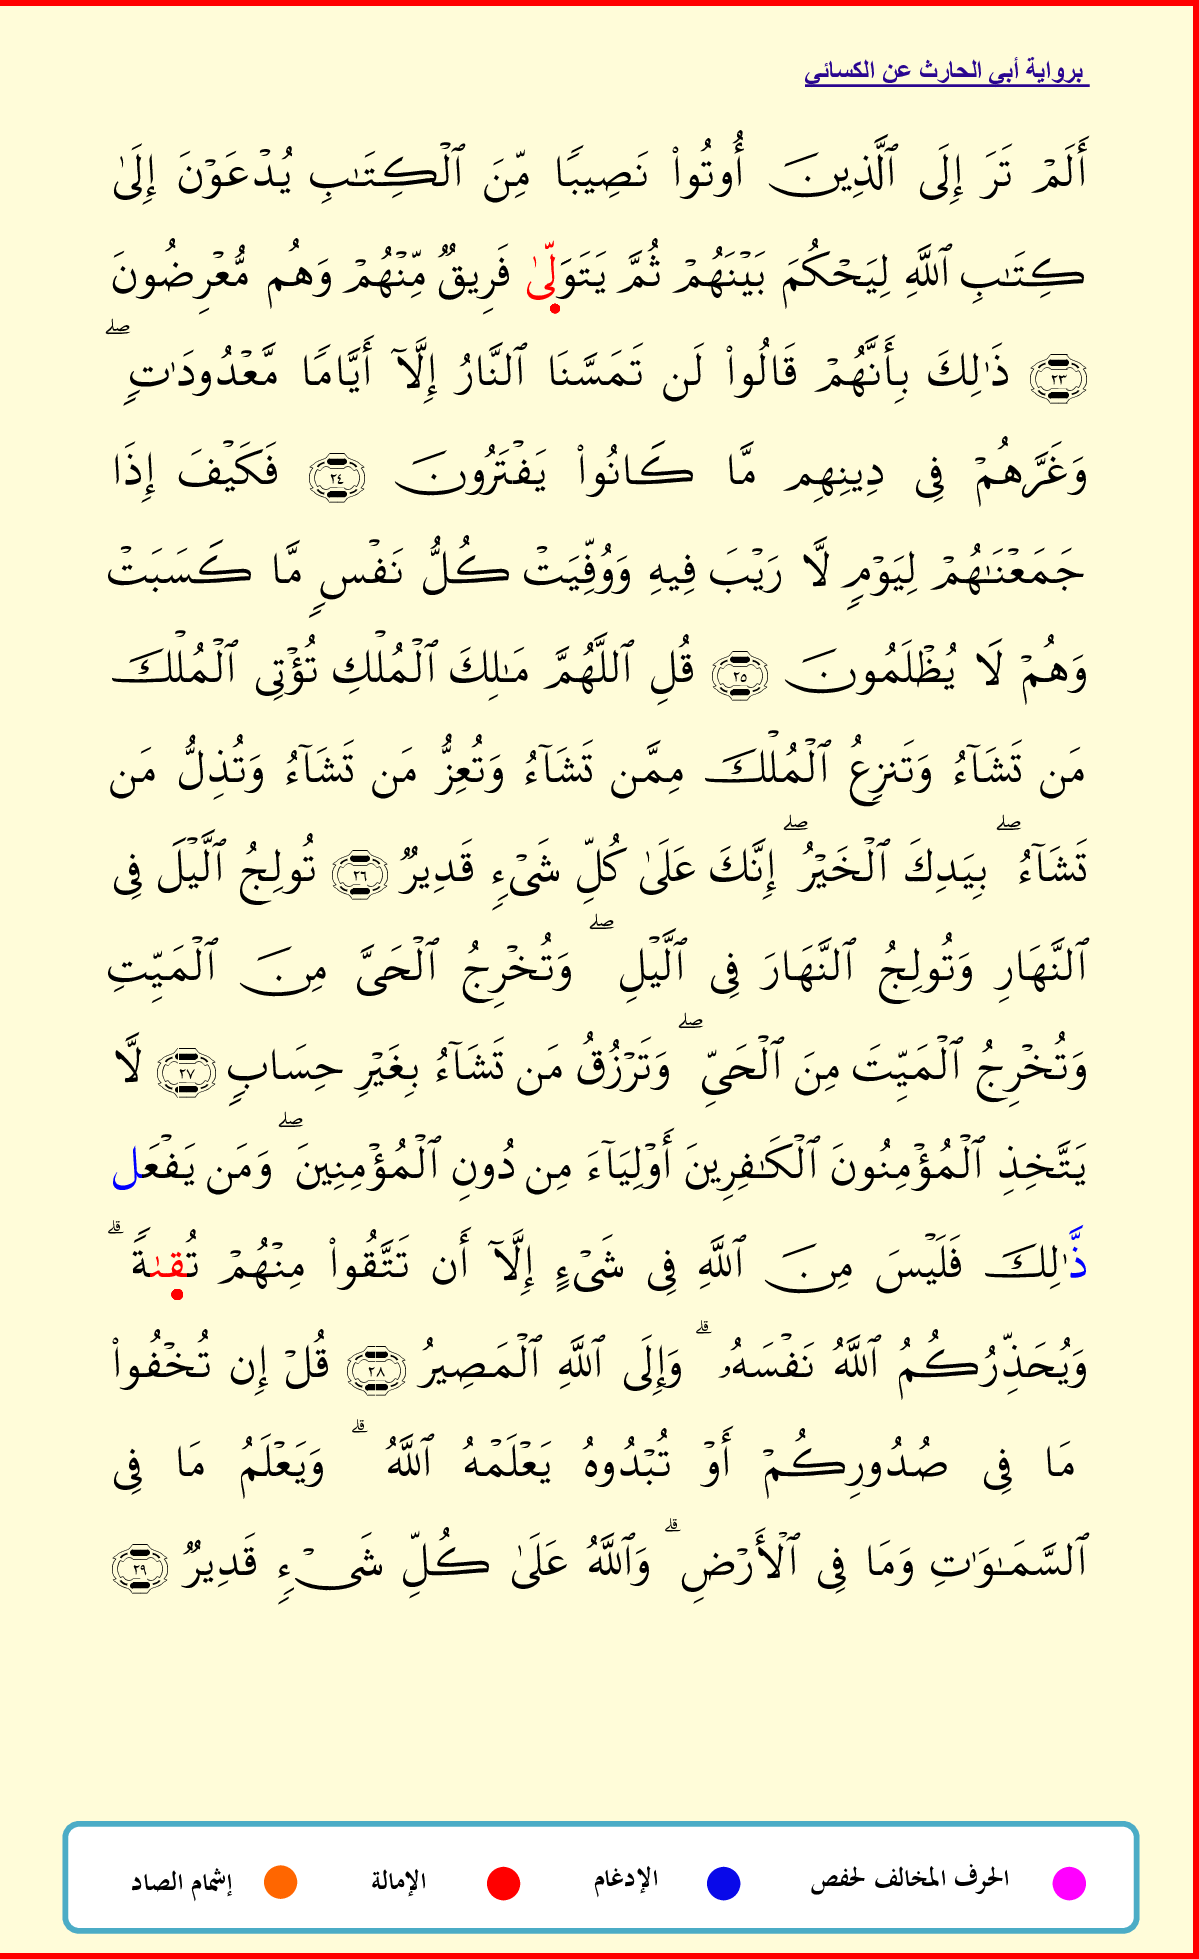 برواية أبي الحارث عن الكسائي
أَلَمۡ تَرَ إِلَى ٱلَّذِينَ أُوتُواْ نَصِيبٗا مِّنَ ٱلۡكِتَٰبِ يُدۡعَوۡنَ إِلَىٰ
كِتَٰبِ ٱللَّهِ لِيَحۡكُمَ بَيۡنَهُمۡ ثُمَّ يَتَوَلَّىٰ فَرِيقٞ مِّنۡهُمۡ وَهُم مُّعۡرِضُونَ
٢٣ ذَٰلِكَ بِأَنَّهُمۡ قَالُواْ لَن تَمَسَّنَا ٱلنَّارُ إِلَّآ أَيَّامٗا مَّعۡدُودَٰتٖۖ
وَغَرَّهُمۡ فِي دِينِهِم مَّا كَانُواْ يَفۡتَرُونَ ٢٤ فَكَيۡفَ إِذَا
جَمَعۡنَٰهُمۡ لِيَوۡمٖ لَّا رَيۡبَ فِيهِ وَوُفِّيَتۡ كُلُّ نَفۡسٖ مَّا كَسَبَتۡ
وَهُمۡ لَا يُظۡلَمُونَ ٢٥ قُلِ ٱللَّهُمَّ مَٰلِكَ ٱلۡمُلۡكِ تُؤۡتِي ٱلۡمُلۡكَ
مَن تَشَآءُ وَتَنزِعُ ٱلۡمُلۡكَ مِمَّن تَشَآءُ وَتُعِزُّ مَن تَشَآءُ وَتُذِلُّ مَن
تَشَآءُۖ بِيَدِكَ ٱلۡخَيۡرُۖ إِنَّكَ عَلَىٰ كُلِّ شَيۡءٖ قَدِيرٞ ٢٦ تُولِجُ ٱلَّيۡلَ فِي
ٱلنَّهَارِ وَتُولِجُ ٱلنَّهَارَ فِي ٱلَّيۡلِۖ وَتُخۡرِجُ ٱلۡحَيَّ مِنَ ٱلۡمَيِّتِ
وَتُخۡرِجُ ٱلۡمَيِّتَ مِنَ ٱلۡحَيِّۖ وَتَرۡزُقُ مَن تَشَآءُ بِغَيۡرِ حِسَابٖ ٢٧ لَّا
يَتَّخِذِ ٱلۡمُؤۡمِنُونَ ٱلۡكَٰفِرِينَ أَوۡلِيَآءَ مِن دُونِ ٱلۡمُؤۡمِنِينَۖ وَمَن يَفۡعَل
ذَّٰلِكَ فَلَيۡسَ مِنَ ٱللَّهِ فِي شَيۡءٍ إِلَّآ أَن تَتَّقُواْ مِنۡهُمۡ تُقَىٰةٗۗ
وَيُحَذِّرُكُمُ ٱللَّهُ نَفۡسَهُۥۗ وَإِلَى ٱللَّهِ ٱلۡمَصِيرُ ٢٨ قُلۡ إِن تُخۡفُواْ
مَا فِي صُدُورِكُمۡ أَوۡ تُبۡدُوهُ يَعۡلَمۡهُ ٱللَّهُۗ وَيَعۡلَمُ مَا فِي
ٱلسَّمَٰوَٰتِ وَمَا فِي ٱلۡأَرۡضِۗ وَٱللَّهُ عَلَىٰ كُلِّ شَيۡءٖ قَدِيرٞ ٢٩
الحرف المخالف لحفص الإدغام الإمالة إشمام الصاد